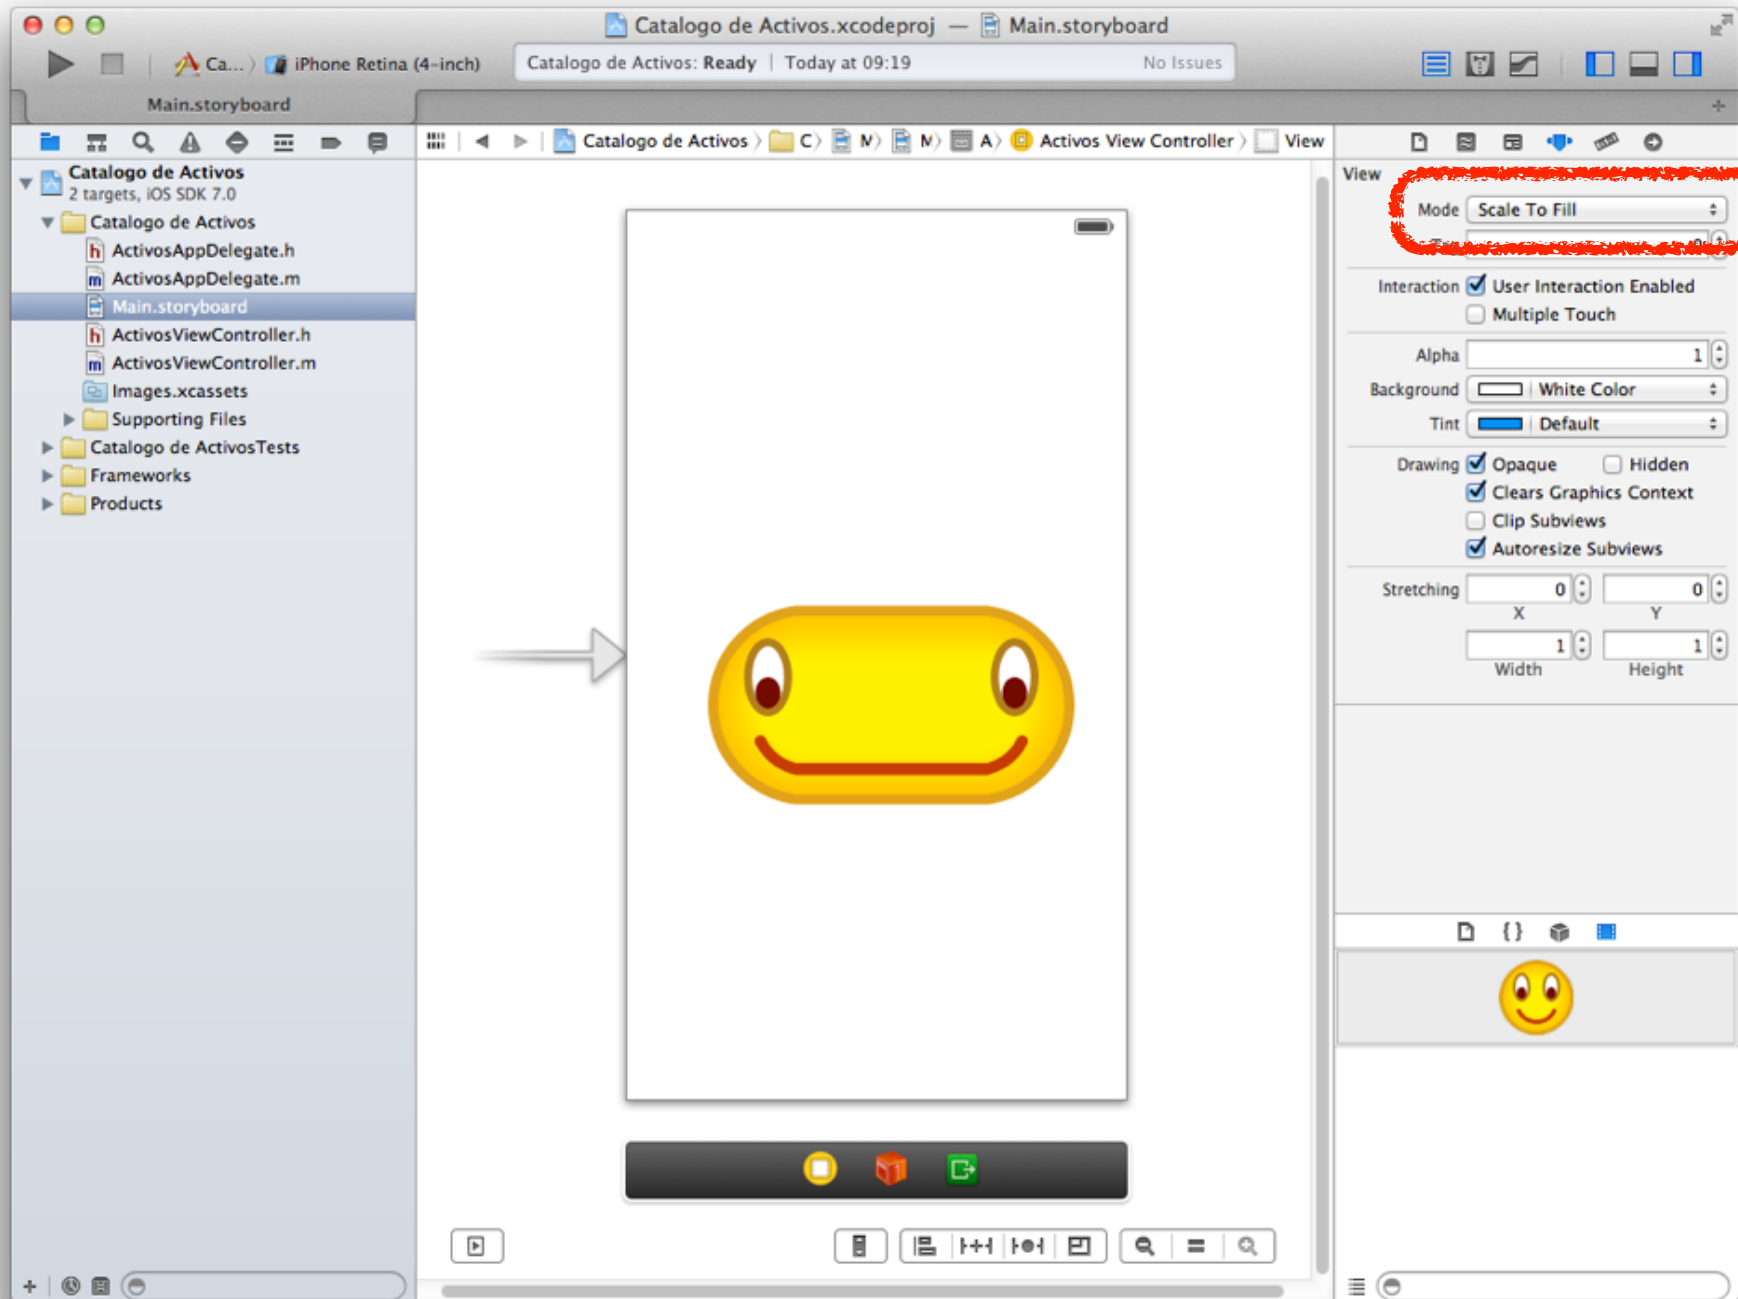 Catalogo de Activos.xcodeproj — Main.storyboard
Ca... iPhone Retina (4-inch)
Catalogo de Activos: Ready | Today at 09:19
No Issues
Main.storyboard
Catalogo de Activos
2 targets, iOS SDK 7.0
Catalogo de Activos
ActivosAppDelegate.h
ActivosAppDelegate.m
Main.storyboard
ActivosViewController.h
ActivosViewController.m
Images.xcassets
Supporting Files
Catalogo de ActivosTests
Frameworks
Products
Catalogo de Activos C M M A Activos View Controller View
View
Mode Scale To Fill
Interaction User Interaction Enabled
Multiple Touch
Alpha 1
Background White Color
Tint Default
Drawing Opaque Hidden
Clears Graphics Context
Clip Subviews
Autoresize Subviews
Stretching 0 0
X Y
1 1
Width Height